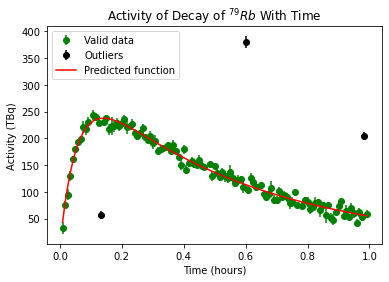 Activity of Decay of ⁷⁹Rb With Time
Valid data
Outliers
Predicted function
Activity (TBq)
400
350
300
250
200
150
100
50
0.0 0.2 0.4 0.6 0.8 1.0
Time (hours)